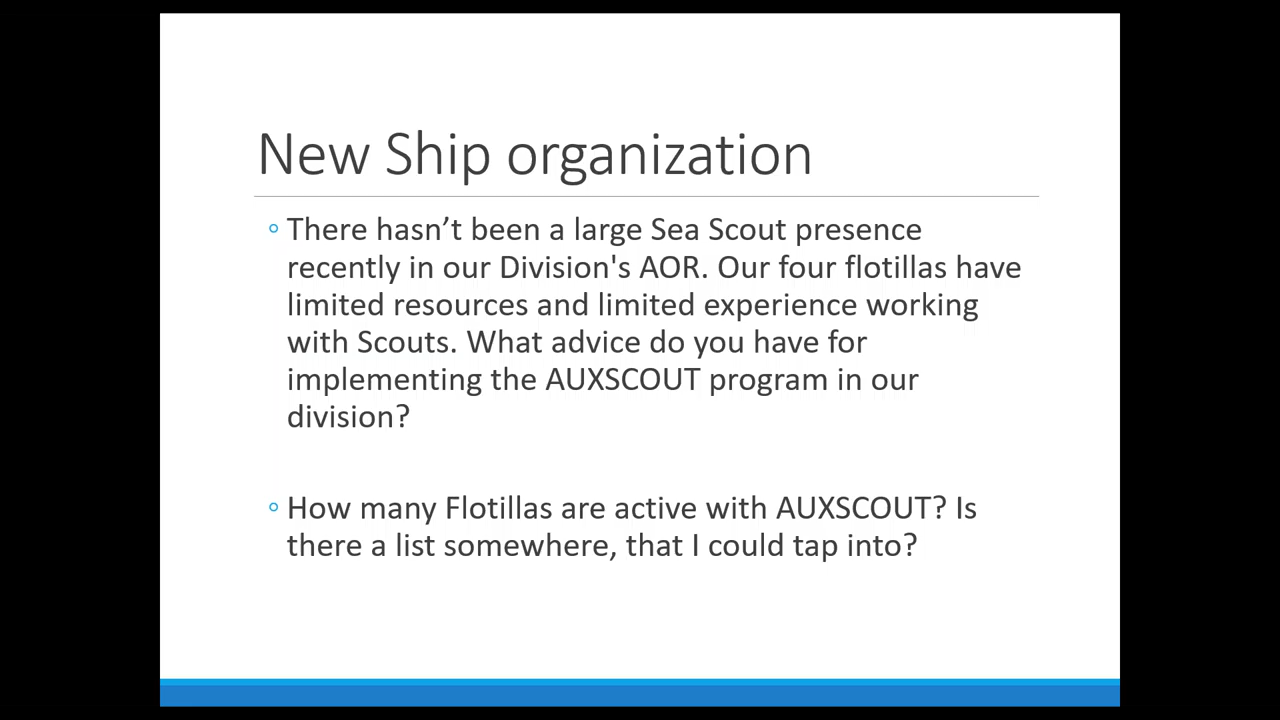 New Ship organization
There hasn’t been a large Sea Scout presence
recently in our Division's AOR. Our four flotillas have
limited resources and limited experience working
with Scouts. What advice do you have for
implementing the AUXSCOUT program in our
division?
How many Flotillas are active with AUXSCOUT? Is
there a list somewhere, that I could tap into?